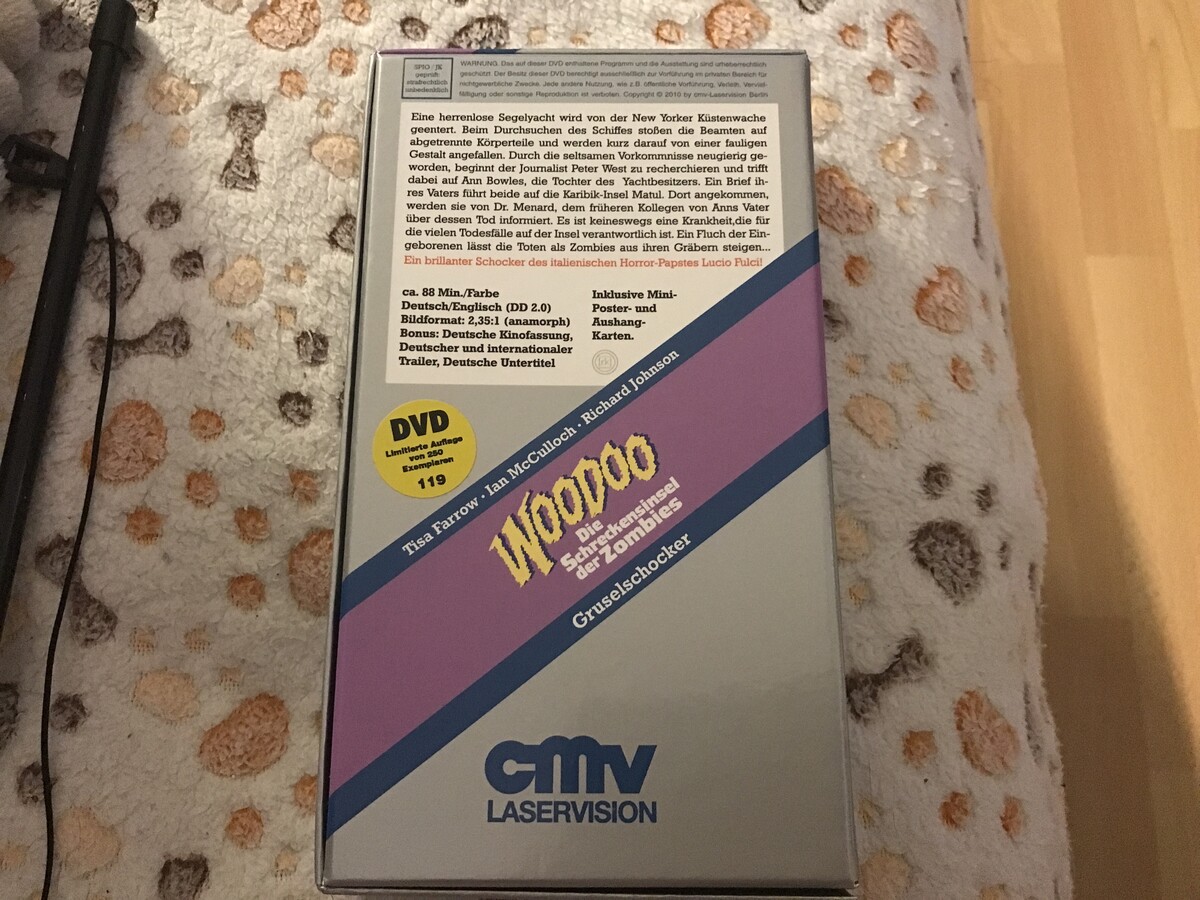 SPIO / JK
geprüft:
strafrechtlich
unbedenklich
WARNUNG. Das auf dieser DVD enthaltene Programm und die Ausstattung sind urheberrechtlich
geschützt. Der Besitz dieser DVD berechtigt ausschließlich zur Vorführung im privaten Bereich für
nichtgewerbliche Zwecke. Jede andere Nutzung, wie z.B. öffentliche Vorführung, Verleih, Verviel-
fältigung oder sonstige Reproduktion ist verboten. Copyright © 2010 by cmv-Laservision Berlin
Eine herrenlose Segelyacht wird von der New Yorker Küstenwache
geentert. Beim Durchsuchen des Schiffes stoßen die Beamten auf
abgetrennte Körperteile und werden kurz darauf von einer fauligen
Gestalt angefallen. Durch die seltsamen Vorkommnisse neugierig ge-
worden, beginnt der Journalist Peter West zu recherchieren und trifft
dabei auf Ann Bowles, die Tochter des Yachtbesitzers. Ein Brief ih-
res Vaters führt beide auf die Karibik-Insel Matul. Dort angekommen,
werden sie von Dr. Menard, dem früheren Kollegen von Anns Vater
über dessen Tod informiert. Es ist keineswegs eine Krankheit,die für
die vielen Todesfälle auf der Insel verantwortlich ist. Ein Fluch der Ein-
geborenen lässt die Toten als Zombies aus ihren Gräbern steigen...
Ein brillanter Schocker des italienischen Horror-Papstes Lucio Fulci!
ca. 88 Min./Farbe
Deutsch/Englisch (DD 2.0)
Bildformat: 2,35:1 (anamorph)
Bonus: Deutsche Kinofassung,
Deutscher und internationaler
Trailer, Deutsche Untertitel
Inklusive Mini-
Poster- und
Aushang-
Karten.
DVD
Limitierte Auflage
von 250
Exemplaren
119
Tisa Farrow · Ian McCulloch · Richard Johnson
WOODOO
Die
Schreckensinsel
der Zombies
Gruselschocker
cmv
LASERVISION